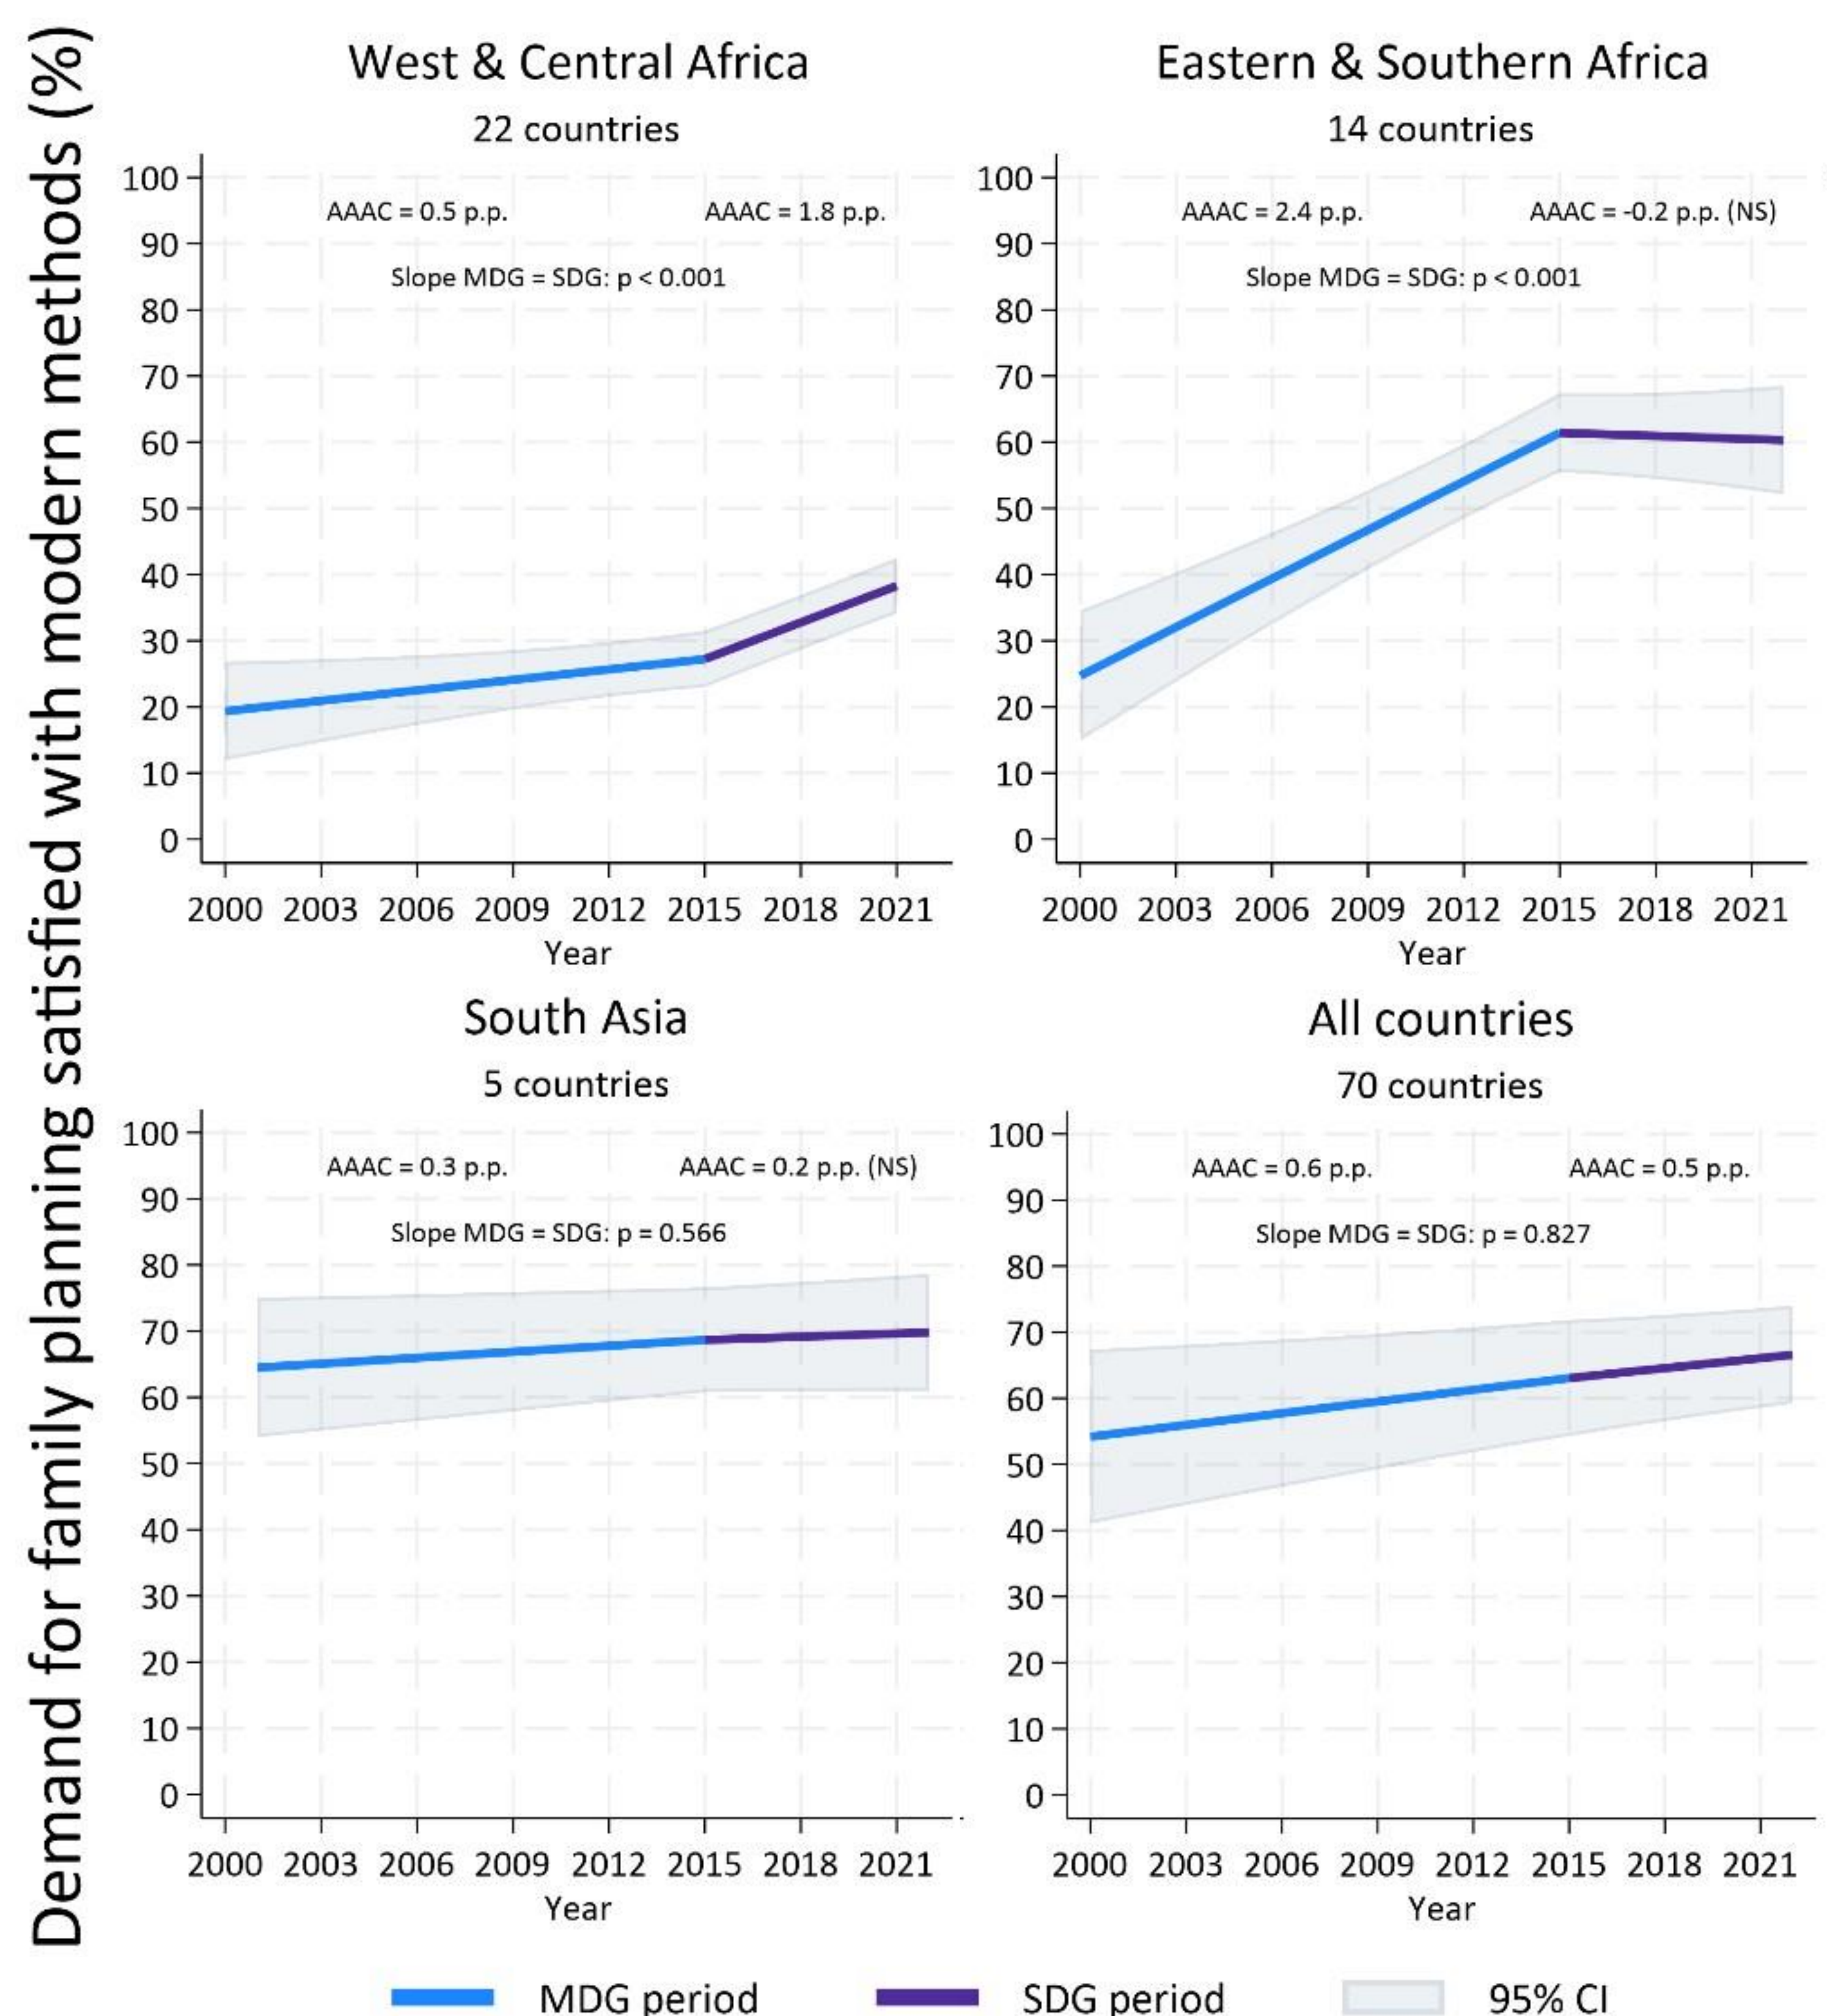 Demand for family planning satisfied with modern methods (%)
West & Central Africa
22 countries
100
90
80
70
60
50
40
30
20
10
0
AAAC = 0.5 p.p.
AAAC = 1.8 p.p.
Slope MDG = SDG: p < 0.001
2000 2003 2006 2009 2012 2015 2018 2021
Year
Eastern & Southern Africa
14 countries
100
90
80
70
60
50
40
30
20
10
0
AAAC = 2.4 p.p.
AAAC = -0.2 p.p. (NS)
Slope MDG = SDG: p < 0.001
2000 2003 2006 2009 2012 2015 2018 2021
Year
South Asia
5 countries
100
90
80
70
60
50
40
30
20
10
0
AAAC = 0.3 p.p.
AAAC = 0.2 p.p. (NS)
Slope MDG = SDG: p = 0.566
2000 2003 2006 2009 2012 2015 2018 2021
Year
All countries
70 countries
100
90
80
70
60
50
40
30
20
10
0
AAAC = 0.6 p.p.
AAAC = 0.5 p.p.
Slope MDG = SDG: p = 0.827
2000 2003 2006 2009 2012 2015 2018 2021
Year
MDG period
SDG period
95% CI